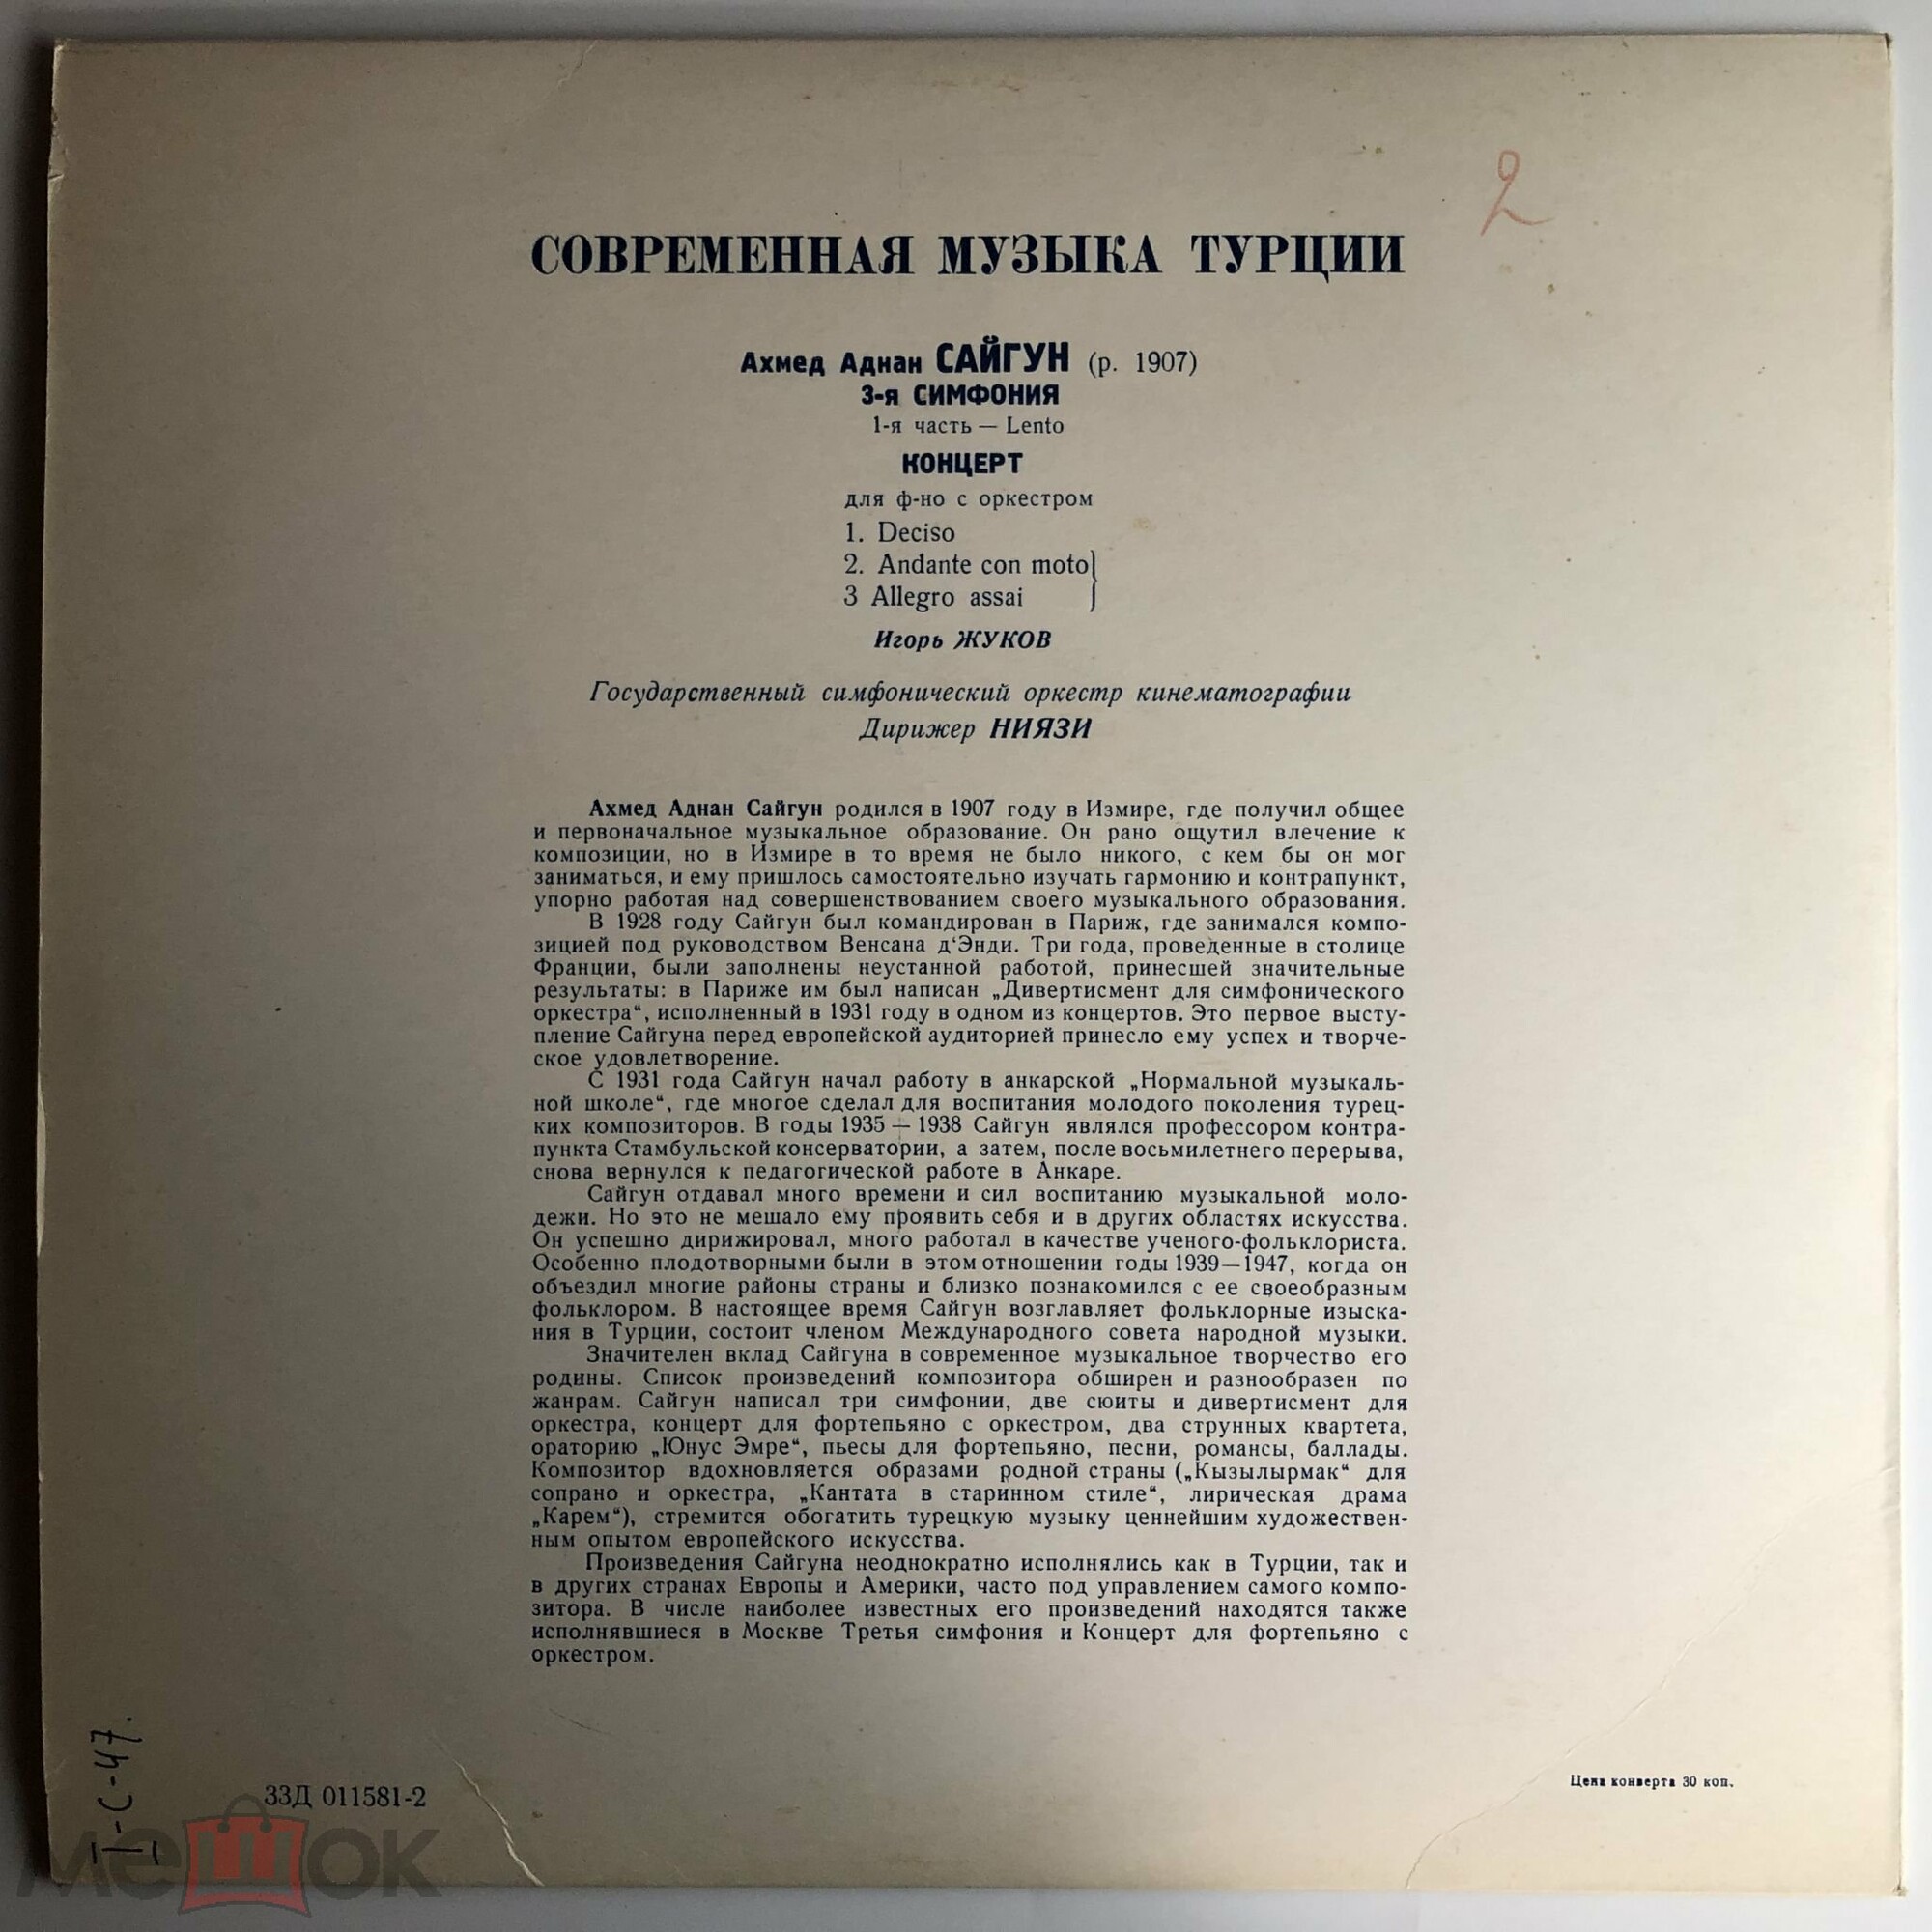 2
СОВРЕМЕННАЯ МУЗЫКА ТУРЦИИ
Ахмед Аднан САЙГУН (р. 1907)
3-я СИМФОНИЯ
1-я часть — Lento
КОНЦЕРТ
для ф-но с оркестром
1. Deciso
2. Andante con moto
3 Allegro assai
Игорь ЖУКОВ
Государственный симфонический оркестр кинематографии
Дирижер НИЯЗИ
Ахмед Аднан Сайгун родился в 1907 году в Измире, где получил общее
и первоначальное музыкальное образование. Он рано ощутил влечение к
композиции, но в Измире в то время не было никого, с кем бы он мог
заниматься, и ему пришлось самостоятельно изучать гармонию и контрапункт,
упорно работая над совершенствованием своего музыкального образования.
В 1928 году Сайгун был командирован в Париж, где занимался компо-
зицией под руководством Венсана д‘Энди. Три года, проведенные в столице
Франции, были заполнены неустанной работой, принесшей значительные
результаты: в Париже им был написан „Дивертисмент для симфонического
оркестра“, исполненный в 1931 году в одном из концертов. Это первое высту-
пление Сайгуна перед европейской аудиторией принесло ему успех и творче-
ское удовлетворение.
С 1931 года Сайгун начал работу в анкарской „Нормальной музыкаль-
ной школе“, где многое сделал для воспитания молодого поколения турец-
ких композиторов. В годы 1935 — 1938 Сайгун являлся профессором контра-
пункта Стамбульской консерватории, а затем, после восьмилетнего перерыва,
снова вернулся к педагогической работе в Анкаре.
Сайгун отдавал много времени и сил воспитанию музыкальной моло-
дежи. Но это не мешало ему проявить себя и в других областях искусства.
Он успешно дирижировал, много работал в качестве ученого-фольклориста.
Особенно плодотворными были в этом отношении годы 1939—1947, когда он
объездил многие районы страны и близко познакомился с ее своеобразным
фольклором. В настоящее время Сайгун возглавляет фольклорные изыска-
ния в Турции, состоит членом Международного совета народной музыки.
Значителен вклад Сайгуна в современное музыкальное творчество его
родины. Список произведений композитора обширен и разнообразен по
жанрам. Сайгун написал три симфонии, две сюиты и дивертисмент для
оркестра, концерт для фортепьяно с оркестром, два струнных квартета,
ораторию „Юнус Эмре“, пьесы для фортепьяно, песни, романсы, баллады.
Композитор вдохновляется образами родной страны („Кызылырмак“ для
сопрано и оркестра, „Кантата в старинном стиле“, лирическая драма
„Карем“), стремится обогатить турецкую музыку ценнейшим художествен-
ным опытом европейского искусства.
Произведения Сайгуна неоднократно исполнялись как в Турции, так и
в других странах Европы и Америки, часто под управлением самого компо-
зитора. В числе наиболее известных его произведений находятся также
исполнявшиеся в Москве Третья симфония и Концерт для фортепьяно с
оркестром.
I-С-47.
33Д 011581-2
Цена конверта 30 коп.
мешок